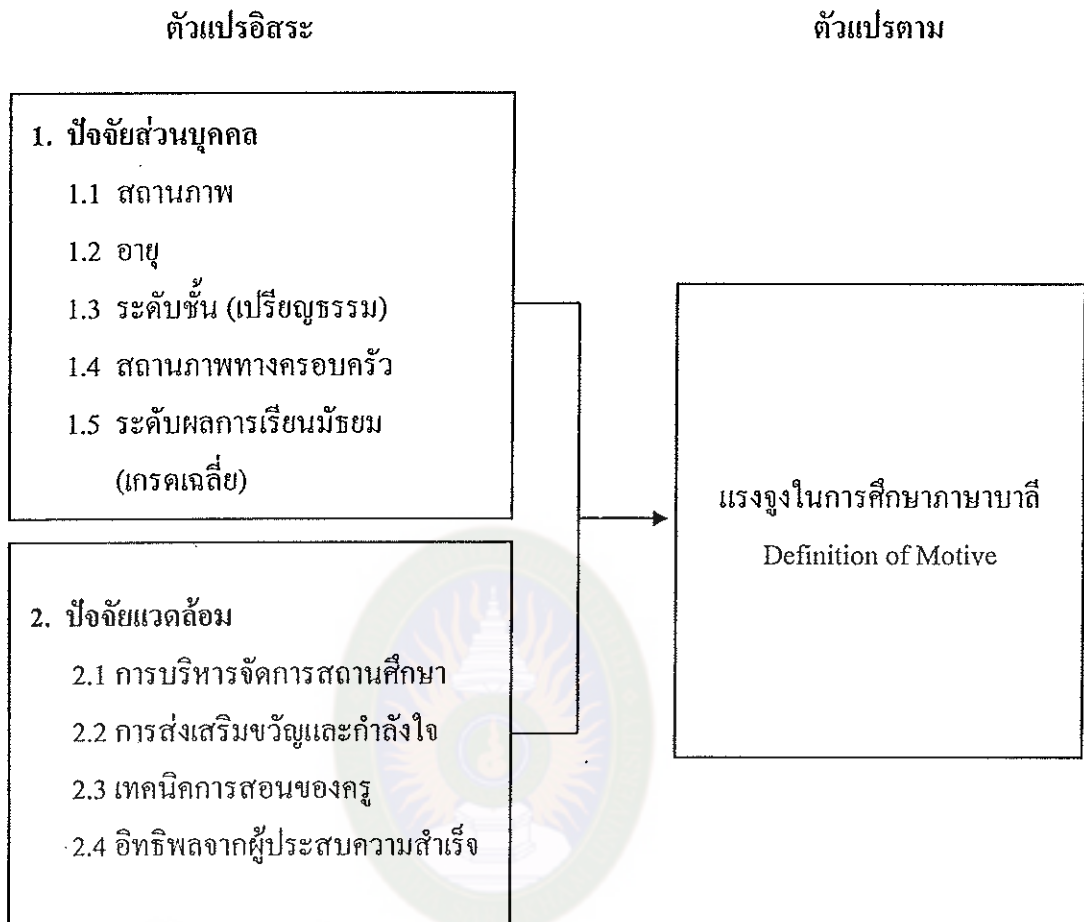 ตัวแปรอิสระ
ตัวแปรตาม
1. ปัจจัยส่วนบุคคล
1.1 สถานภาพ
1.2 อายุ
1.3 ระดับชั้น (เปรียญธรรม)
1.4 สถานภาพทางครอบครัว
1.5 ระดับผลการเรียนมัธยม
(เกรดเฉลี่ย)
2. ปัจจัยแวดล้อม
2.1 การบริหารจัดการสถานศึกษา
2.2 การส่งเสริมขวัญและกำลังใจ
2.3 เทคนิคการสอนของครู
2.4 อิทธิพลจากผู้ประสบความสำเร็จ
แรงจูงในการศึกษาภาษาบาลี
Definition of Motive